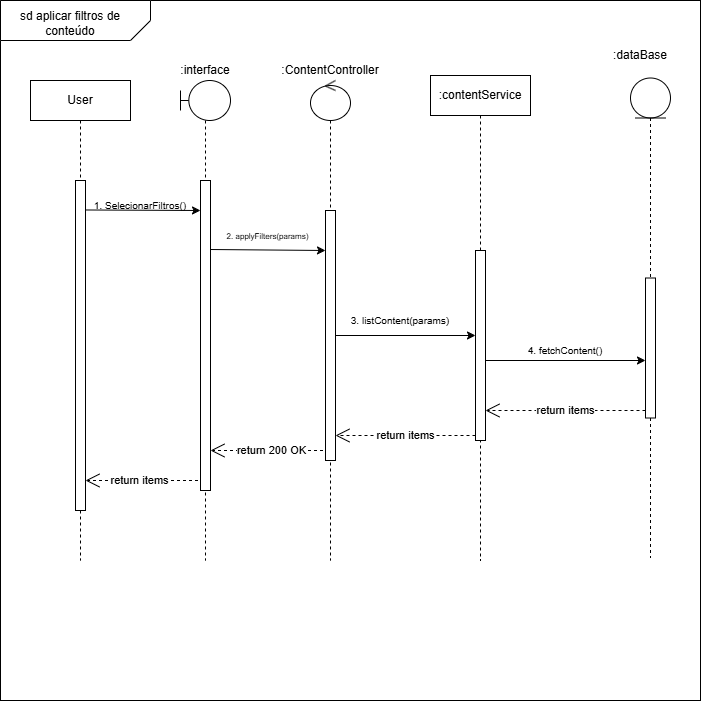 sd aplicar filtros de
conteúdo
:dataBase
:interface
:ContentController
User
:contentService
1. SelecionarFiltros()
2. applyFilters(params)
3. listContent(params)
4. fetchContent()
return items
return items
return 200 OK
return items